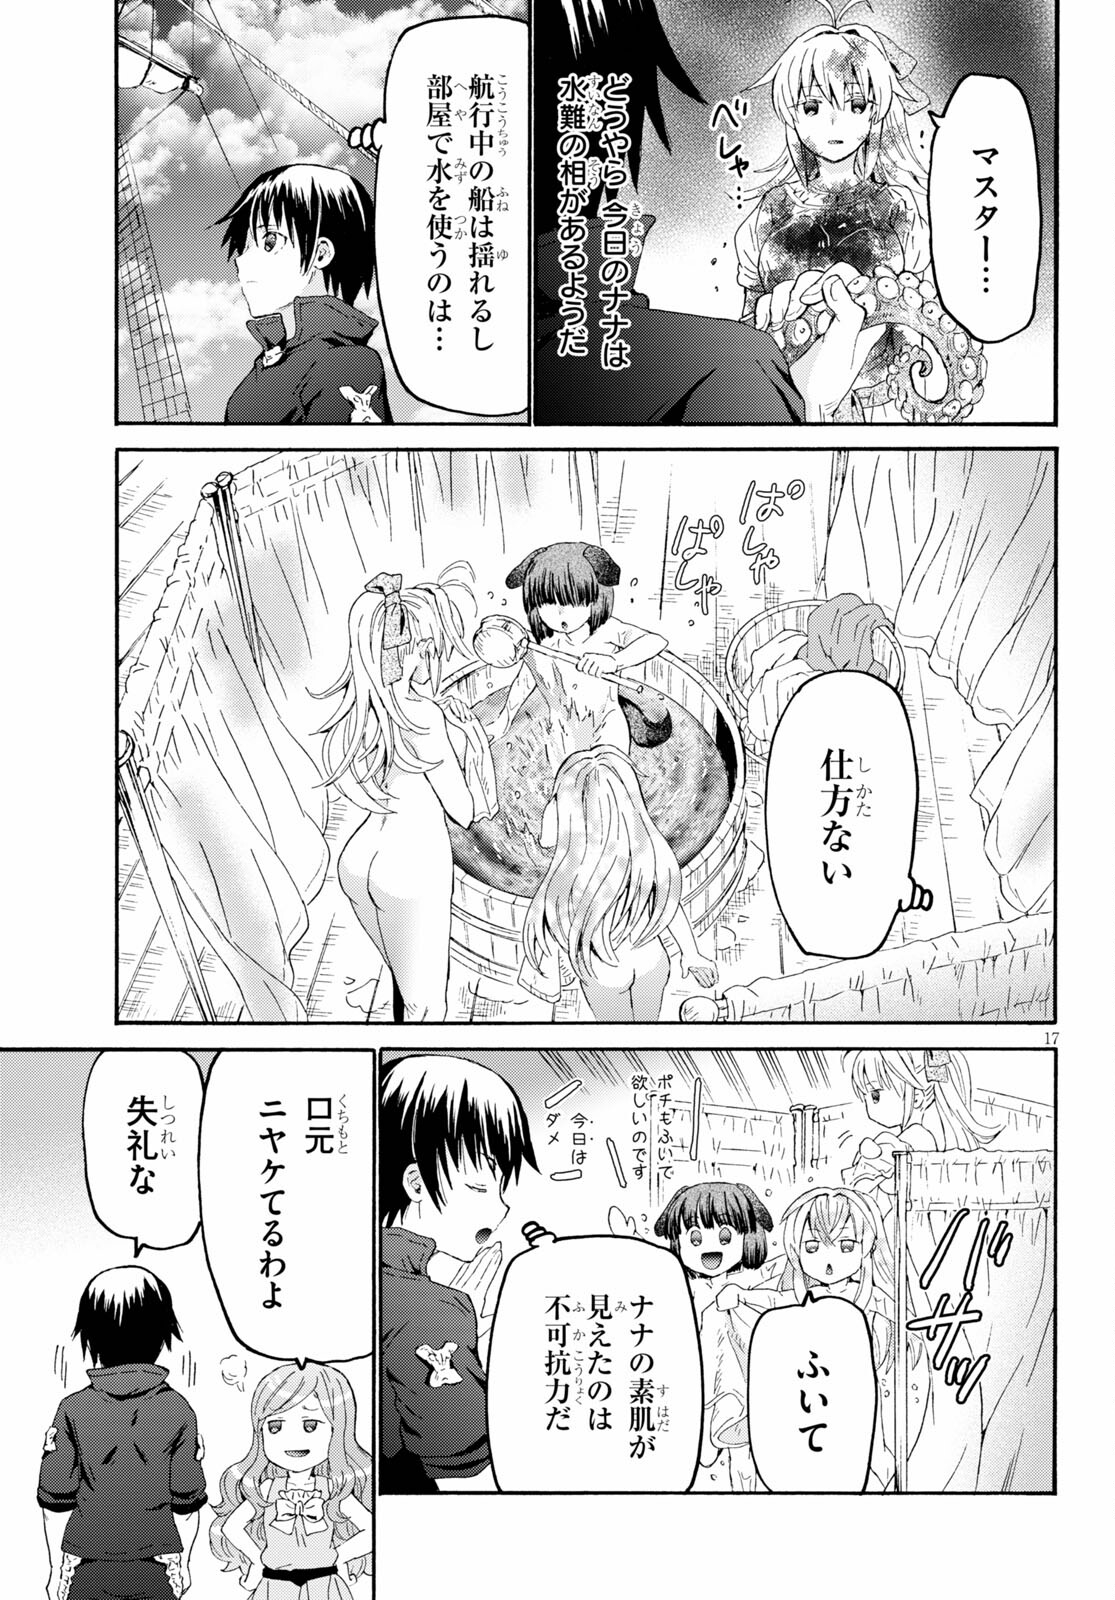 マスター…
べしゃ…
どうやら 今日のナナは
水難の相があるようだ
航行中の船は揺れるし
部屋で水を使うのは…
ぱしゃ
ぱしゃ
仕方ない
17
ガサッ
ふいて
ポチもふいて
欲しいのです
今日は
ダメ
ナナの素肌が
見えたのは
不可抗力だ
口元
ニヤケてるわよ
失礼な